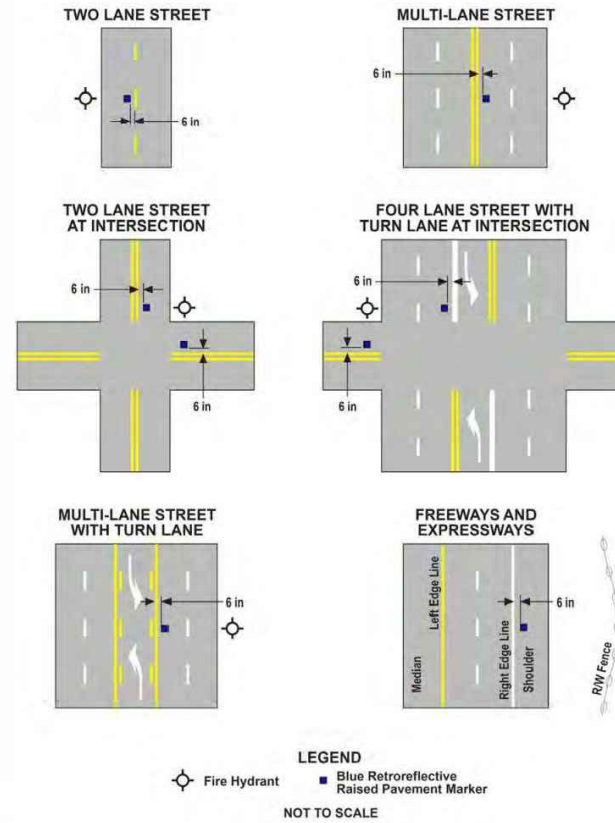 TWO LANE STREET
6 in
MULTI-LANE STREET
6 in
TWO LANE STREET
AT INTERSECTION
6 in
6 in
FOUR LANE STREET WITH
TURN LANE AT INTERSECTION
6 in
6 in
MULTI-LANE STREET
WITH TURN LANE
6 in
FREEWAYS AND
EXPRESSWAYS
Median
Left Edge Line
Right Edge Line
Shoulder
6 in
R/W Fence
LEGEND
Fire Hydrant
Blue Retroreflective
Raised Pavement Marker
NOT TO SCALE